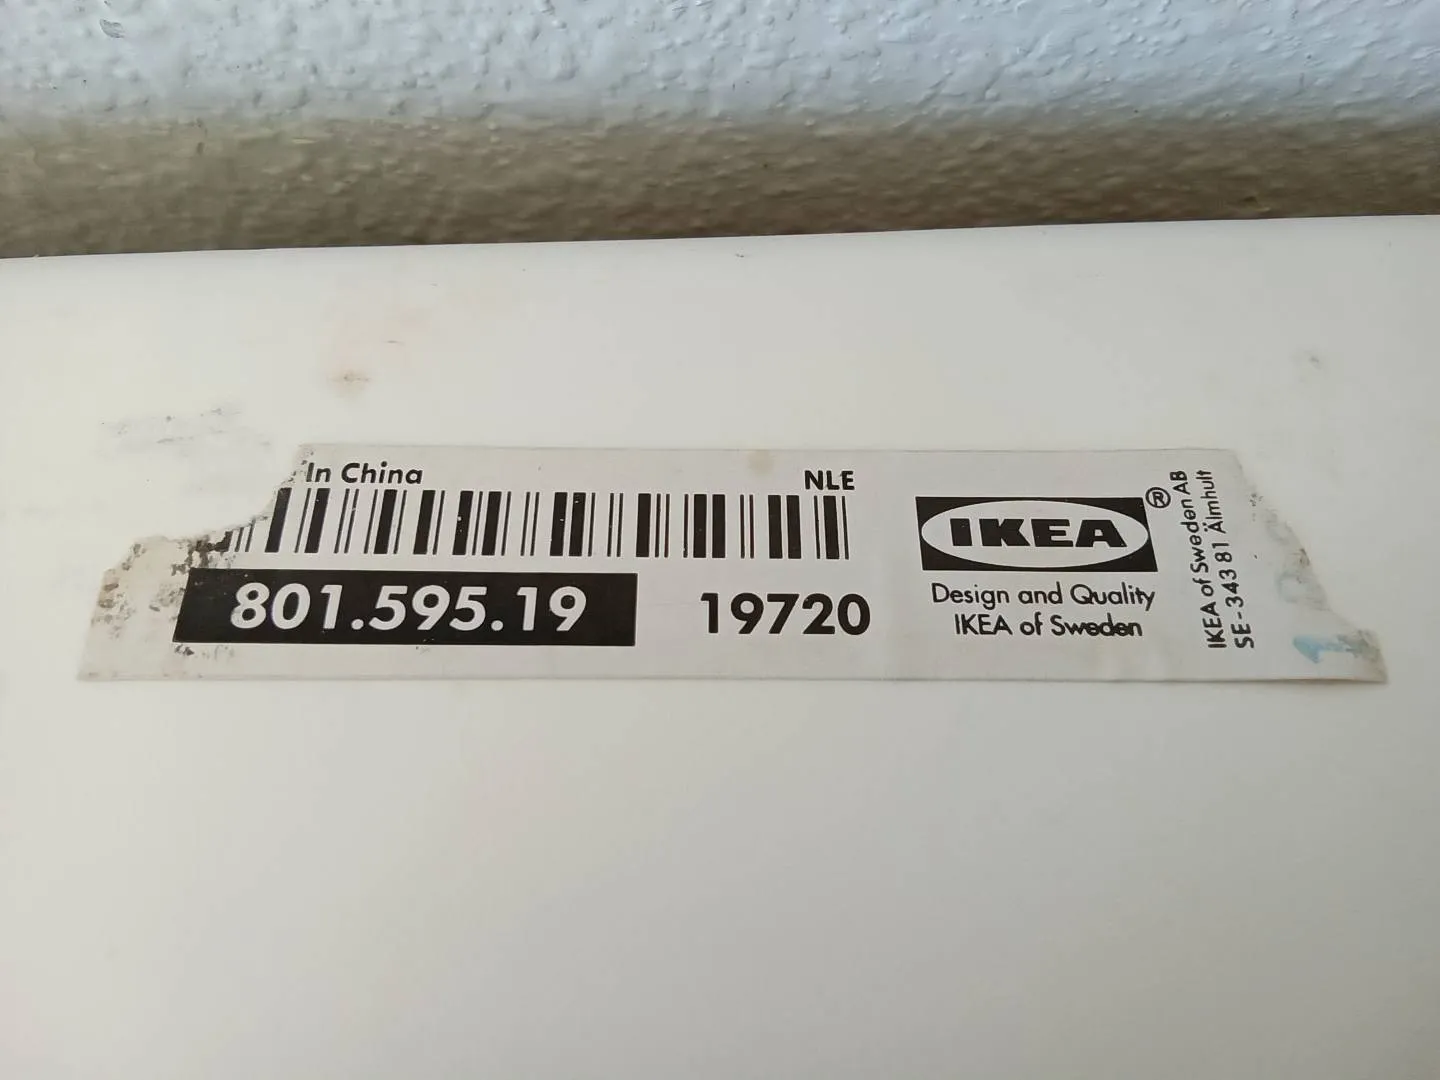 In China
NLE
801.595.19
19720
IKEA
®
Design and Quality
IKEA of Sweden
IKEA of Sweden AB
SE-343 81 Älmhult